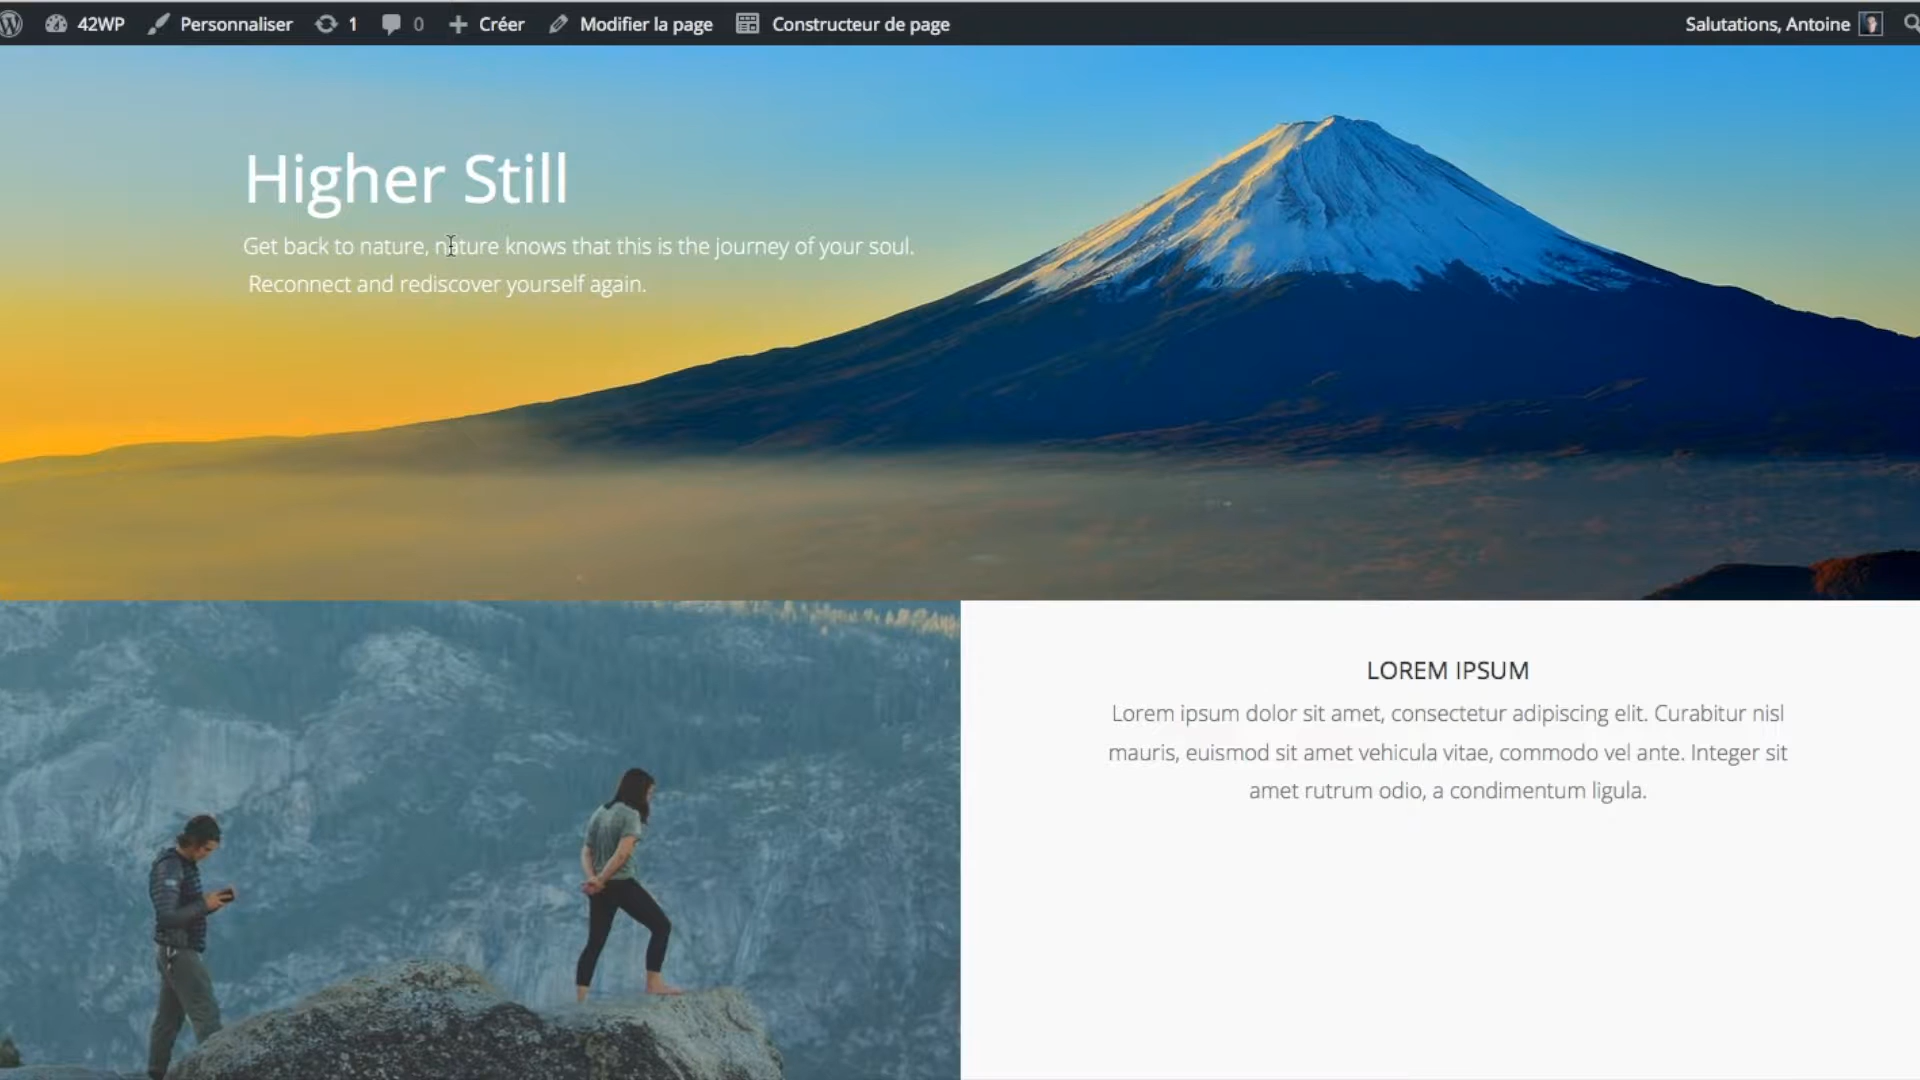 42WP Personnaliser 1 0 Créer Modifier la page Constructeur de page Salutations, Antoine
Higher Still
Get back to nature, nature knows that this is the journey of your soul.
Reconnect and rediscover yourself again.
LOREM IPSUM
Lorem ipsum dolor sit amet, consectetur adipiscing elit. Curabitur nisl
mauris, euismod sit amet vehicula vitae, commodo vel ante. Integer sit
amet rutrum odio, a condimentum ligula.